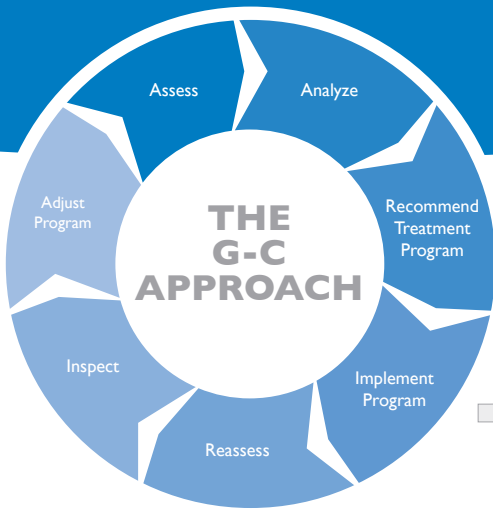 Assess
Analyze
Recommend
Treatment
Program
Implement
Program
Reassess
Inspect
Adjust
Program
THE
G-C
APPROACH